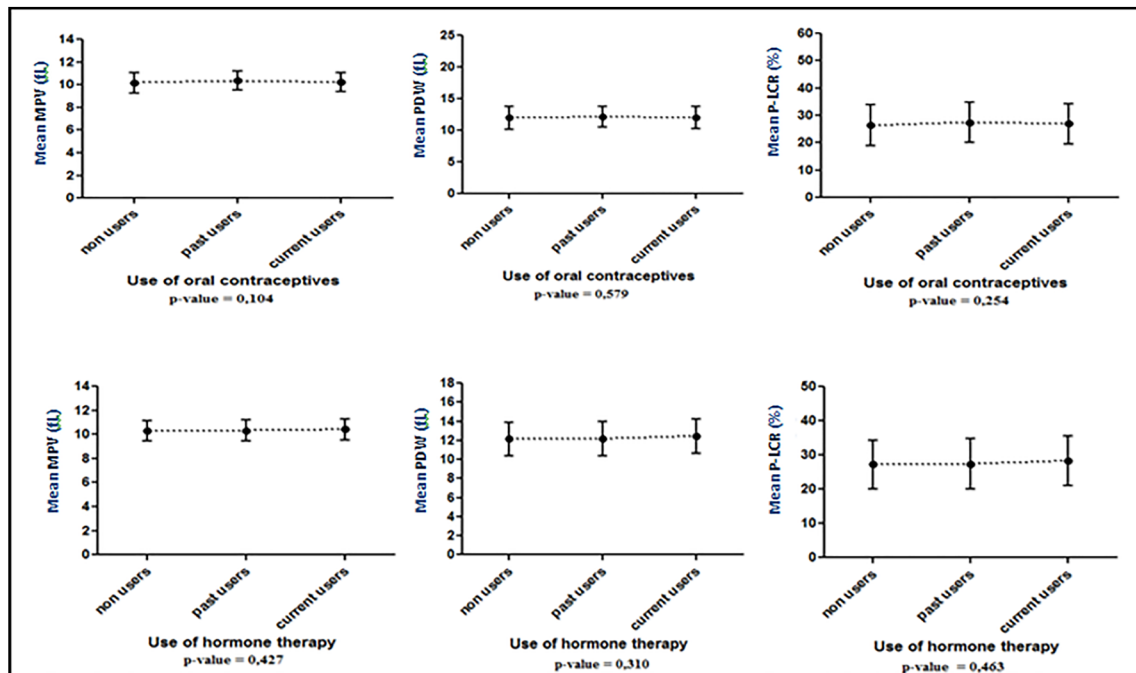 Mean MPV (fL)
14
12
10
8
6
4
2
0
non users
past users
current users
Use of oral contraceptives
p-value = 0,104
Mean PDW (fL)
25
20
15
10
5
0
non users
past users
current users
Use of oral contraceptives
p-value = 0,579
Mean P-LCR (%)
60
50
40
30
20
10
0
non users
past users
current users
Use of oral contraceptives
p-value = 0,254
Mean MPV (fL)
14
12
10
8
6
4
2
0
non users
past users
current users
Use of hormone therapy
p-value = 0,427
Mean PDW (fL)
18
16
14
12
10
8
6
4
2
0
non users
past users
current users
Use of hormone therapy
p-value = 0,310
Mean P-LCR (%)
50
40
30
20
10
0
non users
past users
current users
Use of hormone therapy
p-value = 0,463